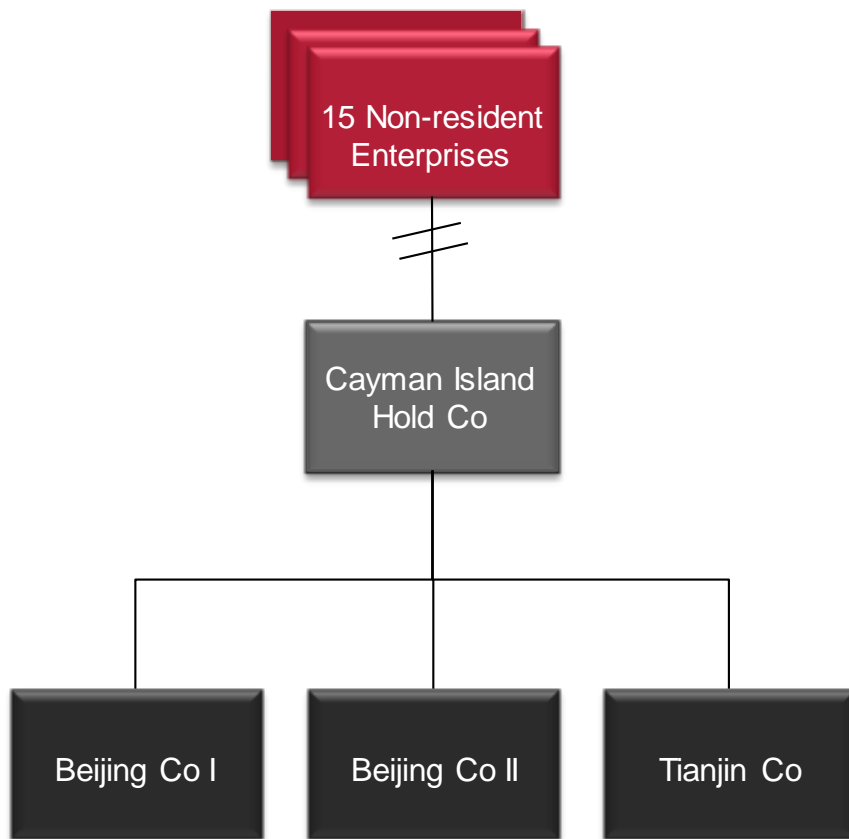 15 Non-resident
Enterprises
Cayman Island
Hold Co
Beijing Co I
Beijing Co II
Tianjin Co